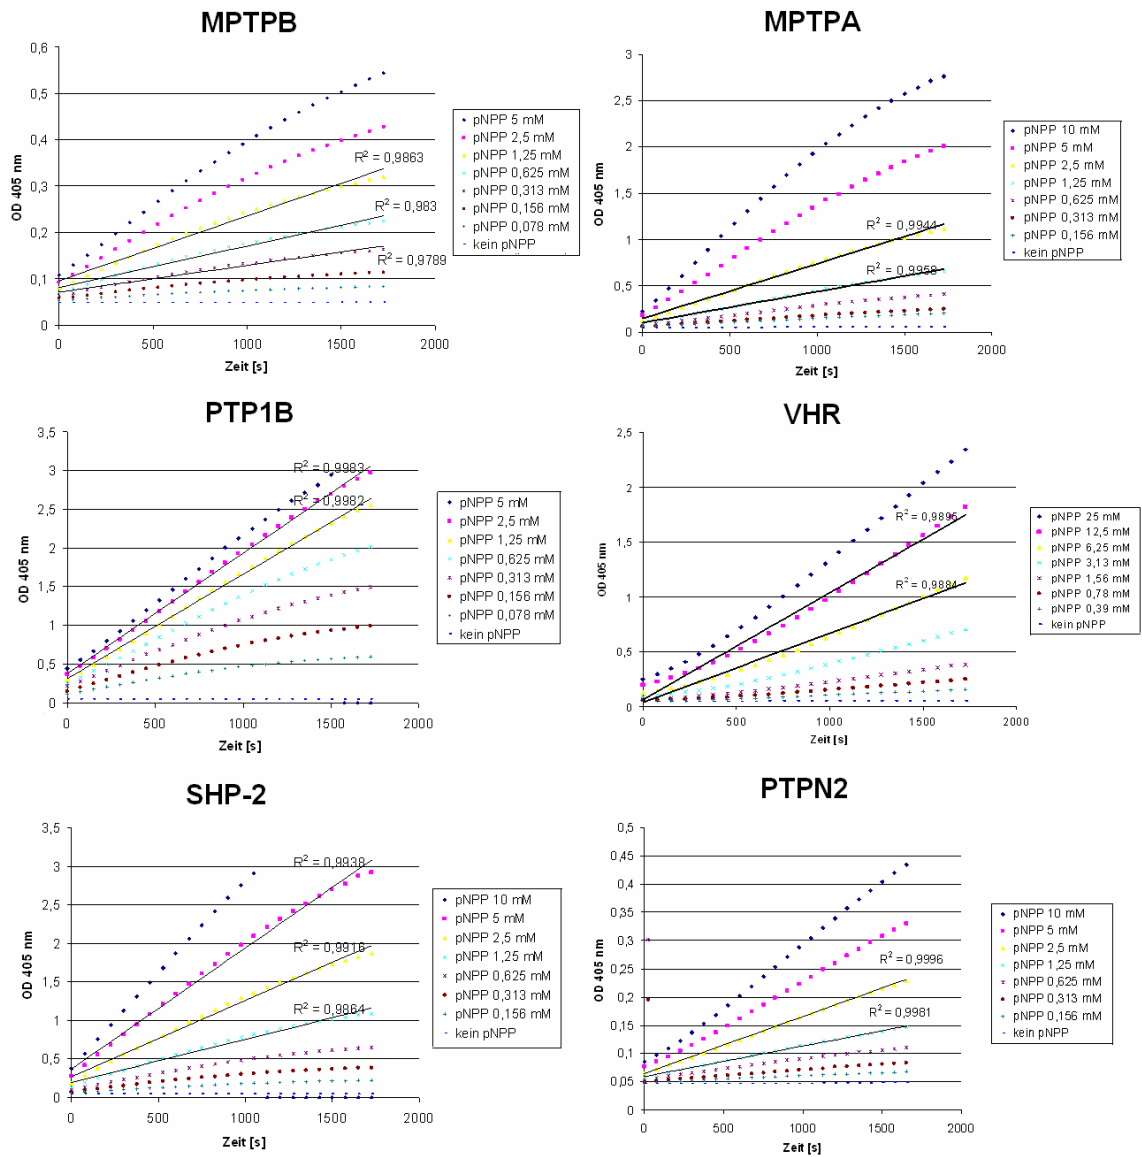 MPTPB
0,6
0,5
0,4
0,3
0,2
0,1
0
OD 405 nm
0 500 1000 1500 2000
Zeit [s]
R² = 0,9863
R² = 0,983
R² = 0,9789
pNPP 5 mM
pNPP 2,5 mM
pNPP 1,25 mM
pNPP 0,625 mM
pNPP 0,313 mM
pNPP 0,156 mM
pNPP 0,078 mM
kein pNPP
MPTPA
3
2,5
2
1,5
1
0,5
0
OD 405 nm
0 500 1000 1500 2000
Zeit [s]
R² = 0,9944
R² = 0,9958
pNPP 10 mM
pNPP 5 mM
pNPP 2,5 mM
pNPP 1,25 mM
pNPP 0,625 mM
pNPP 0,313 mM
pNPP 0,156 mM
kein pNPP
PTP1B
3,5
3
2,5
2
1,5
1
0,5
0
OD 405 nm
0 500 1000 1500 2000
Zeit [s]
R² = 0,9983
R² = 0,9982
pNPP 5 mM
pNPP 2,5 mM
pNPP 1,25 mM
pNPP 0,625 mM
pNPP 0,313 mM
pNPP 0,156 mM
pNPP 0,078 mM
kein pNPP
VHR
2,5
2
1,5
1
0,5
0
OD 405 nm
0 500 1000 1500 2000
Zeit [s]
R² = 0,9895
R² = 0,9884
pNPP 25 mM
pNPP 12,5 mM
pNPP 6,25 mM
pNPP 3,13 mM
pNPP 1,56 mM
pNPP 0,78 mM
pNPP 0,39 mM
kein pNPP
SHP-2
3,5
3
2,5
2
1,5
1
0,5
0
OD 405 nm
0 500 1000 1500 2000
Zeit [s]
R² = 0,9938
R² = 0,9916
R² = 0,9864
pNPP 10 mM
pNPP 5 mM
pNPP 2,5 mM
pNPP 1,25 mM
pNPP 0,625 mM
pNPP 0,313 mM
pNPP 0,156 mM
kein pNPP
PTPN2
0,5
0,45
0,4
0,35
0,3
0,25
0,2
0,15
0,1
0,05
0
OD 405 nm
0 500 1000 1500 2000
Zeit [s]
R² = 0,9996
R² = 0,9981
pNPP 10 mM
pNPP 5 mM
pNPP 2,5 mM
pNPP 1,25 mM
pNPP 0,625 mM
pNPP 0,313 mM
pNPP 0,156 mM
kein pNPP